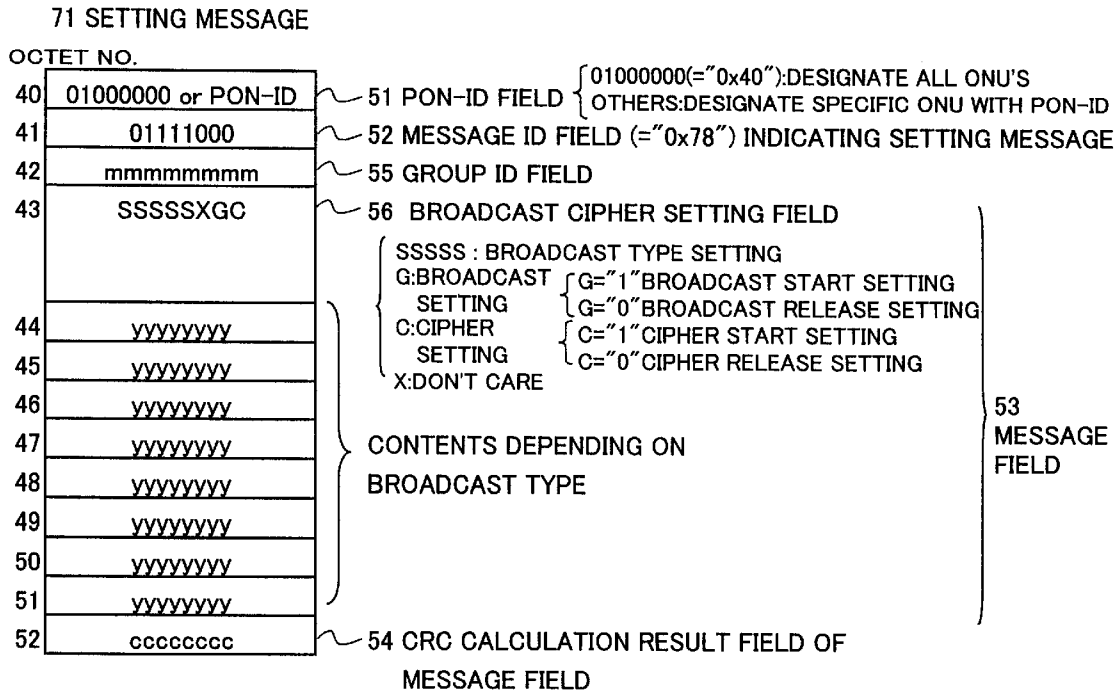 71 SETTING MESSAGE
OCTET NO.
40 01000000 or PON-ID 51 PON-ID FIELD 01000000(="0x40"):DESIGNATE ALL ONU'S
OTHERS:DESIGNATE SPECIFIC ONU WITH PON-ID
41 01111000 52 MESSAGE ID FIELD (="0x78") INDICATING SETTING MESSAGE
42 mmmmmmmm 55 GROUP ID FIELD
43 SSSSSXGC 56 BROADCAST CIPHER SETTING FIELD
SSSSS : BROADCAST TYPE SETTING
G:BROADCAST SETTING G="1"BROADCAST START SETTING
G="0"BROADCAST RELEASE SETTING
C:CIPHER SETTING C="1"CIPHER START SETTING
C="0"CIPHER RELEASE SETTING
X:DON'T CARE
53
MESSAGE
FIELD
44 yyyyyyyy
45 yyyyyyyy
46 yyyyyyyy
47 yyyyyyyy
48 yyyyyyyy
49 yyyyyyyy
50 yyyyyyyy
51 yyyyyyyy
CONTENTS DEPENDING ON
BROADCAST TYPE
52 cccccccc 54 CRC CALCULATION RESULT FIELD OF
MESSAGE FIELD